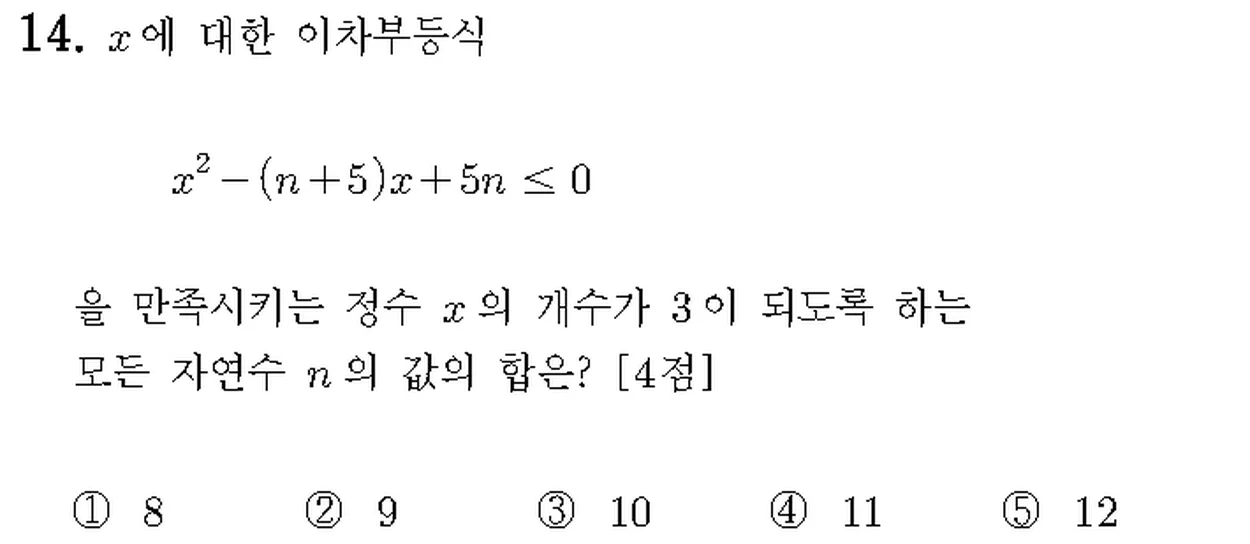 14. x에 대한 이차부등식
x² − (n+5)x + 5n ≤ 0
을 만족시키는 정수 x의 개수가 3이 되도록 하는
모든 자연수 n의 값의 합은? [4점]
① 8 ② 9 ③ 10 ④ 11 ⑤ 12